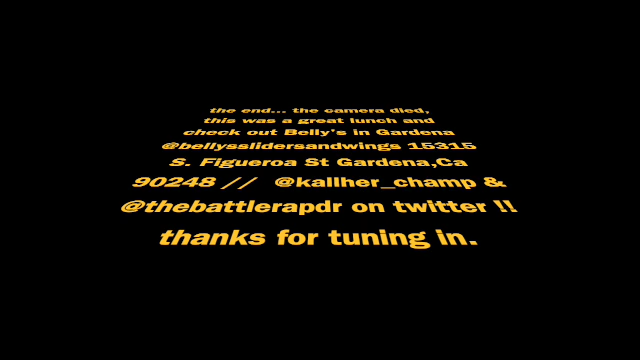 the end... the camera died,
this was a great lunch and
check out Belly's in Gardena
@bellysslidersandwings 15315
S. Figueroa St Gardena,Ca
90248 // @kallher_champ &
@thebattlerapdr on twitter !!
thanks for tuning in.